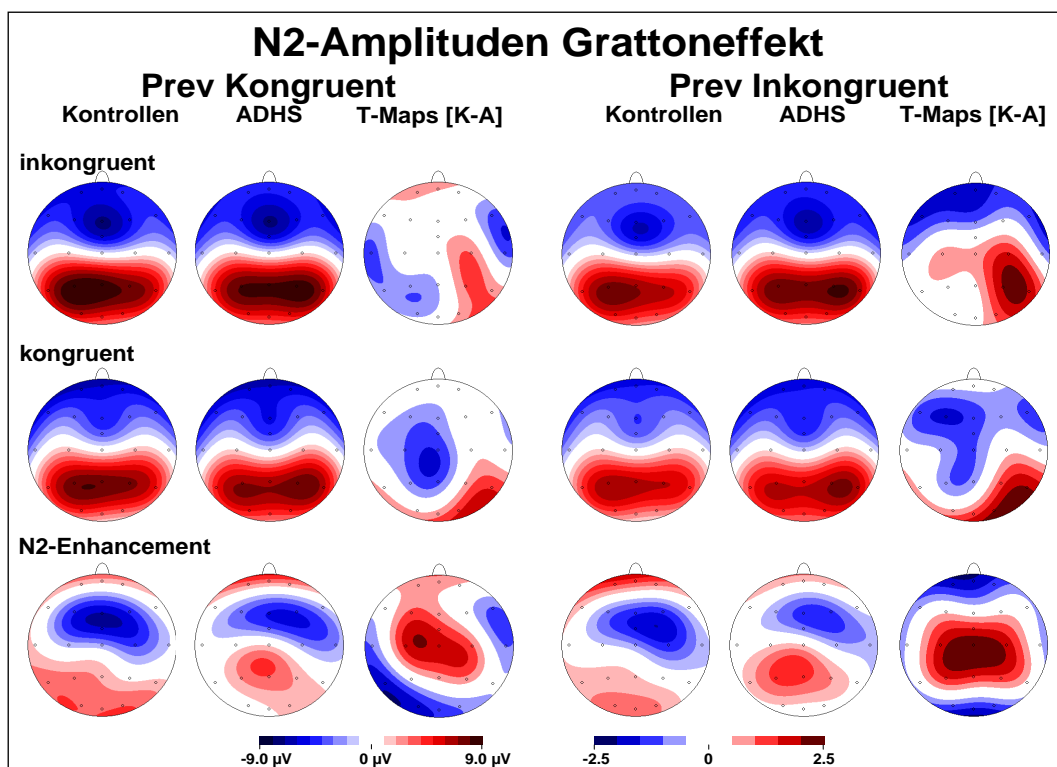 N2-Amplituden Grattoneffekt
Prev Kongruent Prev Inkongruent
Kontrollen ADHS T-Maps [K-A] Kontrollen ADHS T-Maps [K-A]
inkongruent
kongruent
N2-Enhancement
-9.0 µV 0 µV 9.0 µV -2.5 0 2.5